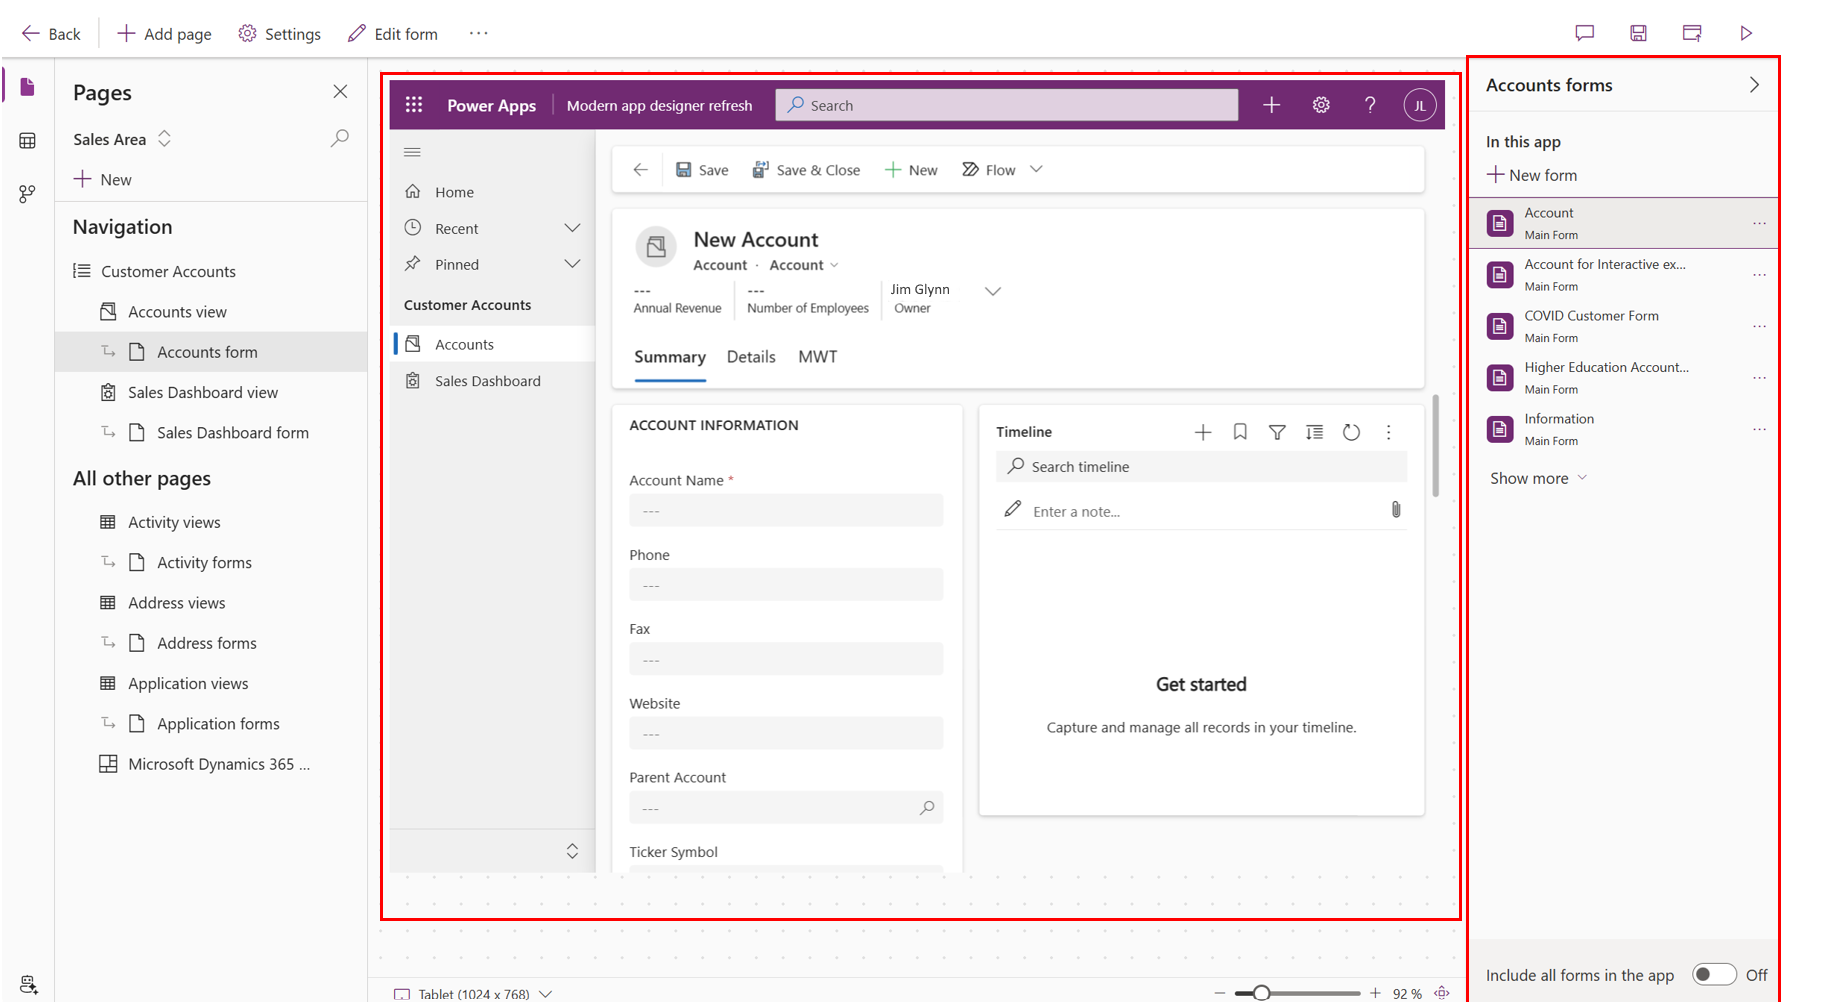 Back
Add page
Settings
Edit form
Pages
Sales Area
New
Navigation
Customer Accounts
Accounts view
Accounts form
Sales Dashboard view
Sales Dashboard form
All other pages
Activity views
Activity forms
Address views
Address forms
Application views
Application forms
Microsoft Dynamics 365 ...
Power Apps
Modern app designer refresh
Search
JL
Home
Recent
Pinned
Customer Accounts
Accounts
Sales Dashboard
Save
Save & Close
New
Flow
New Account
Account · Account
---
Annual Revenue
---
Number of Employees
Jim Glynn
Owner
Summary
Details
MWT
ACCOUNT INFORMATION
Account Name *
---
Phone
---
Fax
---
Website
---
Parent Account
---
Ticker Symbol
Timeline
Search timeline
Enter a note...
Get started
Capture and manage all records in your timeline.
Tablet (1024 x 768)
92 %
Accounts forms
In this app
New form
Account
Main Form
Account for Interactive ex...
Main Form
COVID Customer Form
Main Form
Higher Education Account...
Main Form
Information
Main Form
Show more
Include all forms in the app
Off